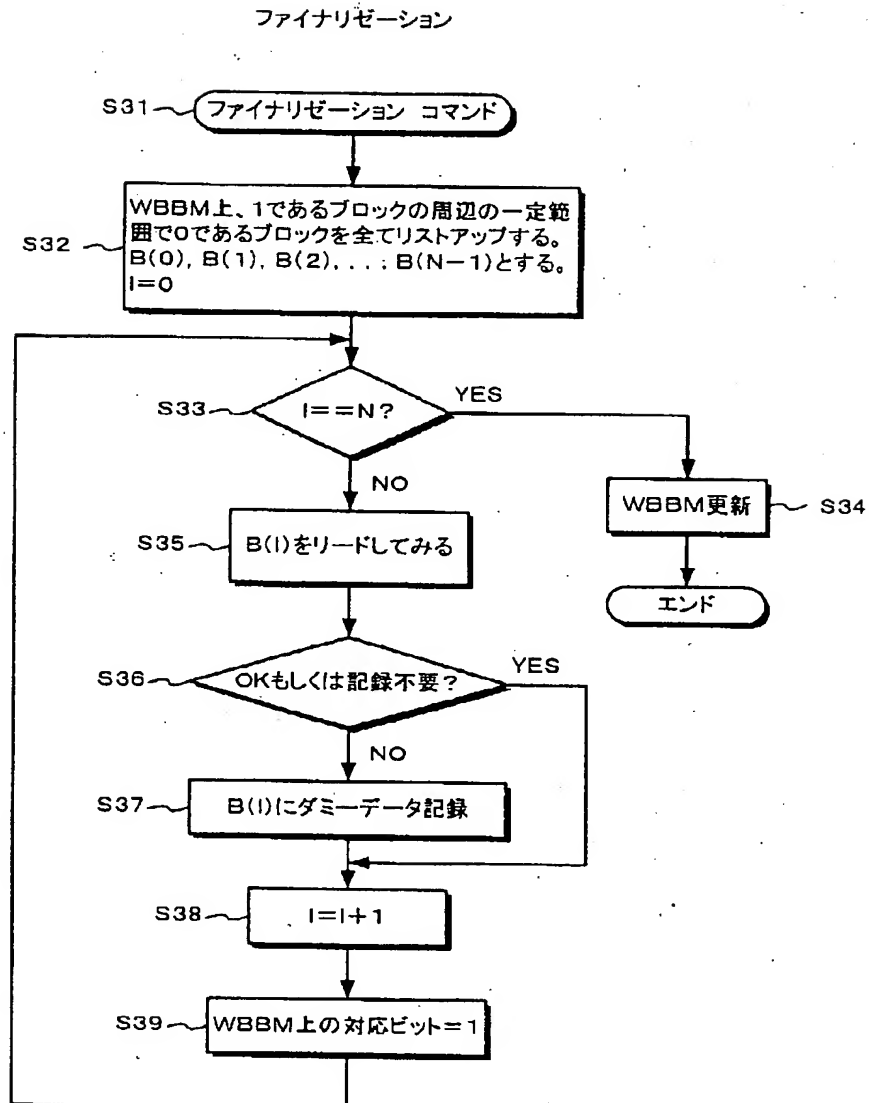 ファイナリゼーション
S31
ファイナリゼーション コマンド
S32
WBBM上、1であるブロックの周辺の一定範
囲で0であるブロックを全てリストアップする。
B(0), B(1), B(2), . . . ; B(N-1)とする。
I=0
S33
I==N?
YES
NO
WBBM更新
S34
エンド
S35
B(I)をリードしてみる
S36
OKもしくは記録不要?
YES
NO
S37
B(I)にダミーデータ記録
S38
I=I+1
S39
WBBM上の対応ビット=1